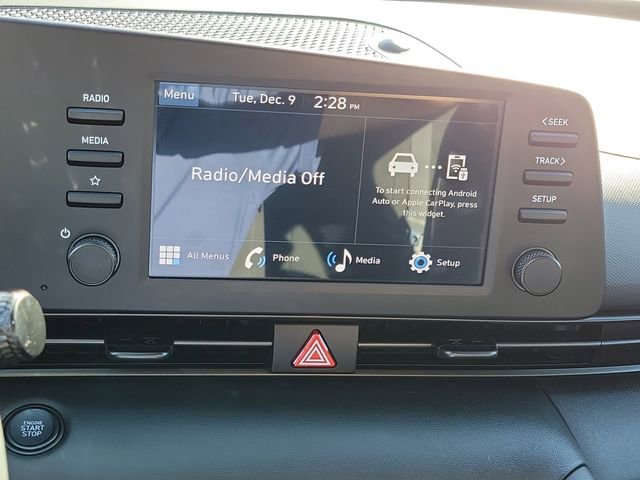 Menu Tue, Dec. 9 2:28 PM
RADIO
MEDIA
Radio/Media Off
To start connecting Android
Auto or Apple CarPlay, press
this widget.
All Menus Phone Media Setup
<SEEK
TRACK>
SETUP
ENGINE
START
STOP